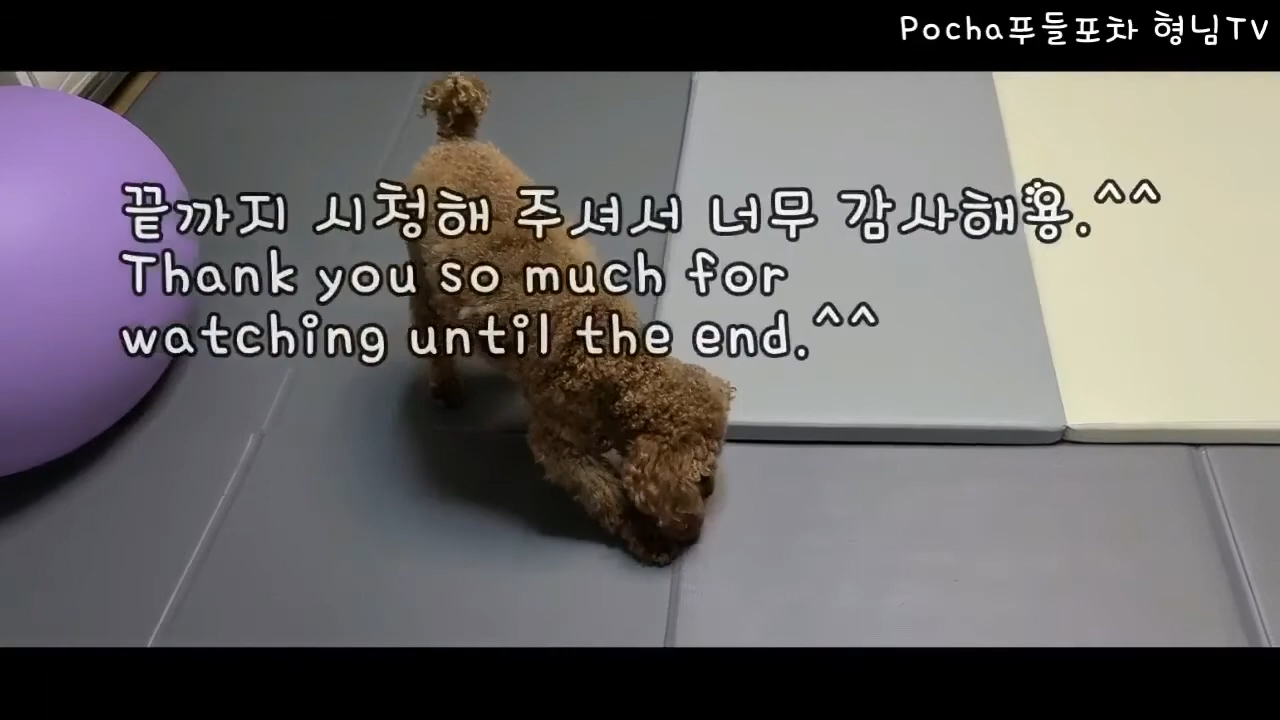 Pocha푸들포차 형님TV
끝까지 시청해 주셔서 너무 감사해용.^^
Thank you so much for
watching until the end.^^